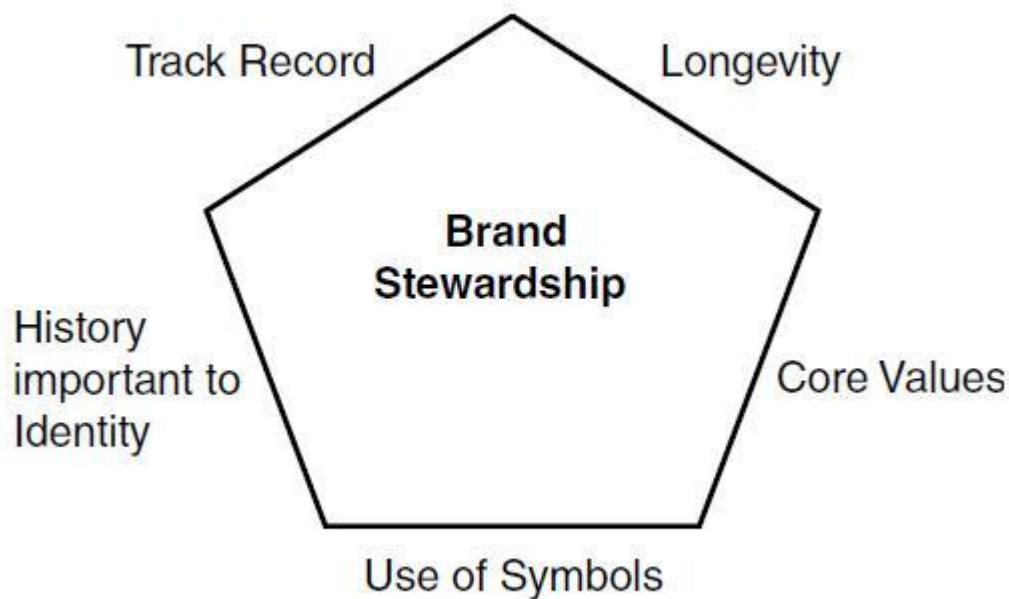 Track Record
Longevity
Brand
Stewardship
History
important to
Identity
Core Values
Use of Symbols